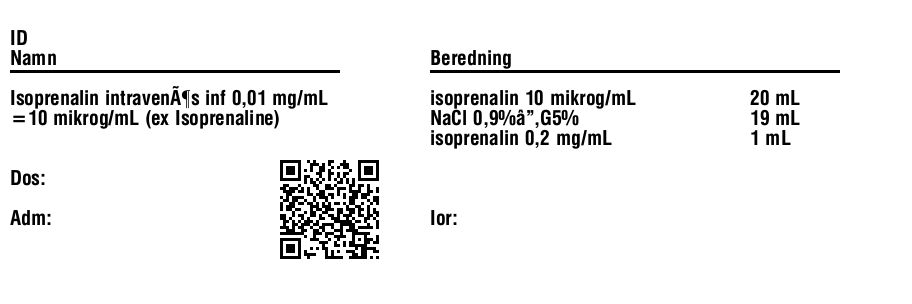 ID
Namn
Isoprenalin intravenÃ¶s inf 0,01 mg/mL
=10 mikrog/mL (ex Isoprenaline)
Dos:
Adm:
Beredning
isoprenalin 10 mikrog/mL 20 mL
NaCl 0,9%â”‚G5% 19 mL
isoprenalin 0,2 mg/mL 1 mL
Ior: